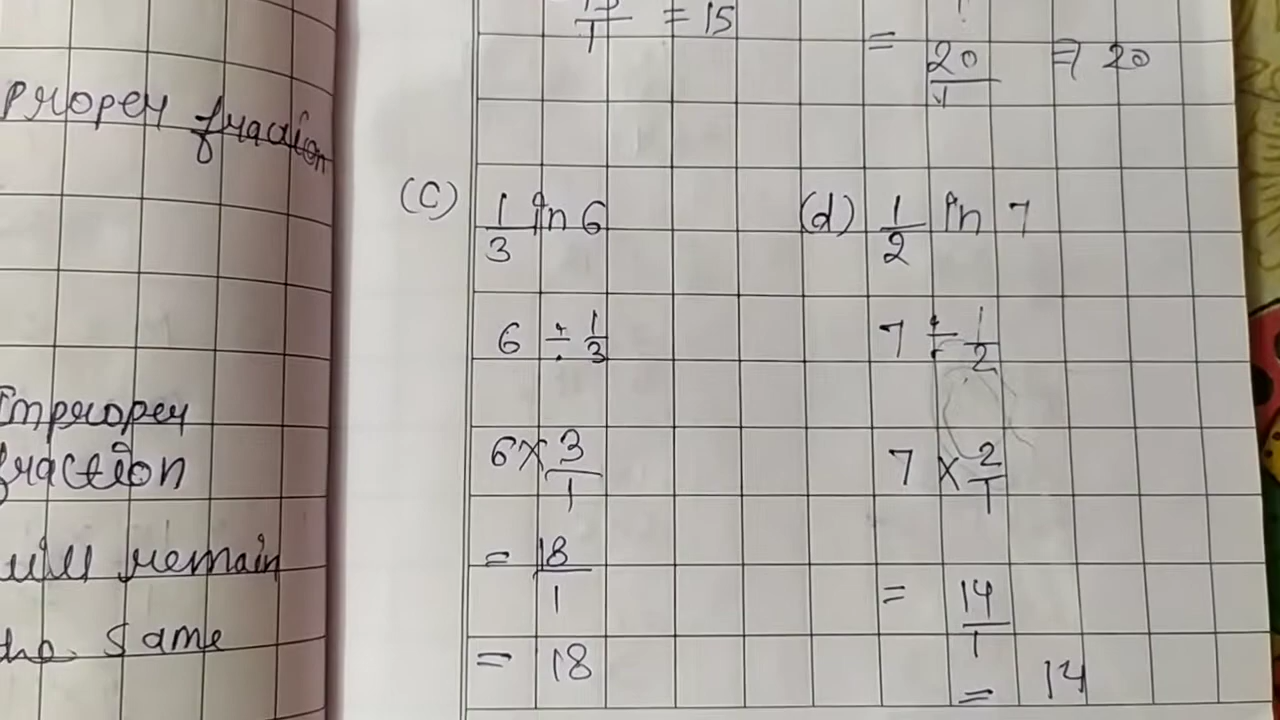 Proper fraction
Improper
fraction
will remain
the same
15/1 = 15
= 20/1 ⇒ 20
(C) 1/3 in 6
6 ÷ 1/3
6 × 3/1
= 18/1
= 18
(d) 1/2 in 7
7 ÷ 1/2
7 × 2/1
= 14/1
= 14